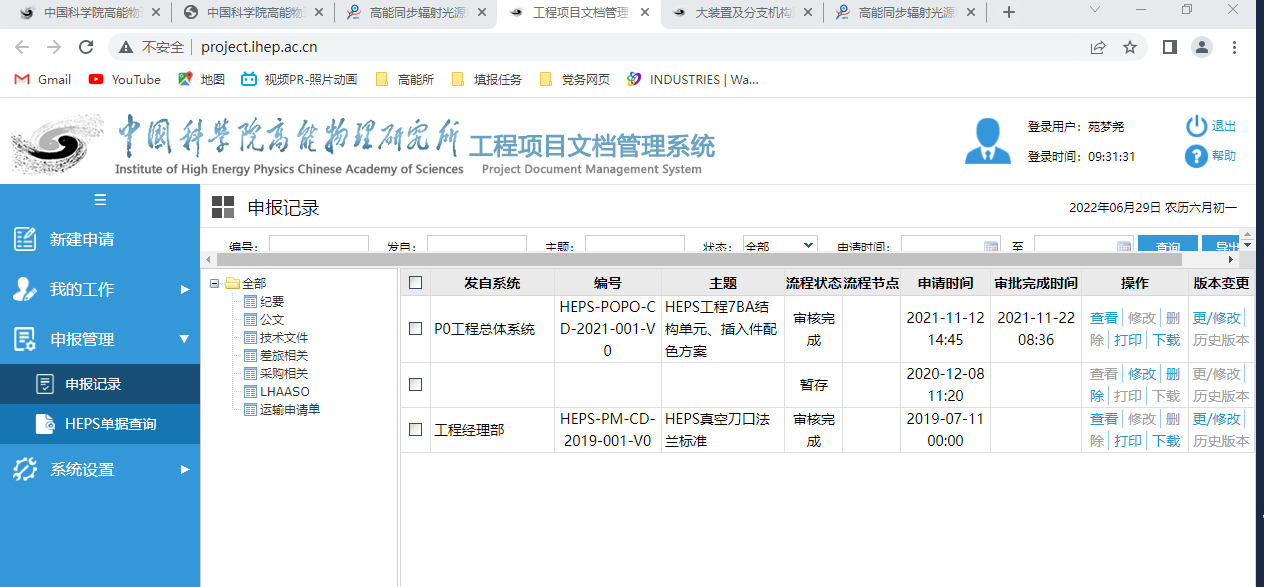 中国科学院高能物
中国科学院高能物
高能同步辐射光源
工程项目文档管理
大装置及分支机构
高能同步辐射光源
不安全 project.ihep.ac.cn
Gmail YouTube 地图 视频PR-照片动画 高能所 填报任务 党务网页 INDUSTRIES | Wa...
中国科学院高能物理研究所 工程项目文档管理系统
Institute of High Energy Physics Chinese Academy of Sciences Project Document Management System
登录用户：苑梦尧
登录时间：09:31:31
退出
帮助
新建申请
我的工作
申报管理
申报记录
HEPS单据查询
系统设置
申报记录 2022年06月29日 农历六月初一
编号： 发自： 主题： 状态： 全部 申请时间： 至 查询 导出
全部
纪要
公文
技术文件
差旅相关
采购相关
LHAASO
运输申请单
发自系统 编号 主题 流程状态 流程节点 申请时间 审批完成时间 操作 版本变更
P0工程总体系统
HEPS-POPO-C
D-2021-001-V
0
HEPS工程7BA结
构单元、插入件配
色方案
审核完
成
2021-11-12
14:45
2021-11-22
08:36
查看 修改 删
除 打印 下载
更/修改
历史版本
暂存
2020-12-08
11:20
查看 修改 删
除 打印 下载
更/修改
历史版本
工程经理部
HEPS-PM-CD-
2019-001-V0
HEPS真空刀口法
兰标准
审核完
成
2019-07-11
00:00
查看 修改 删
除 打印 下载
更/修改
历史版本